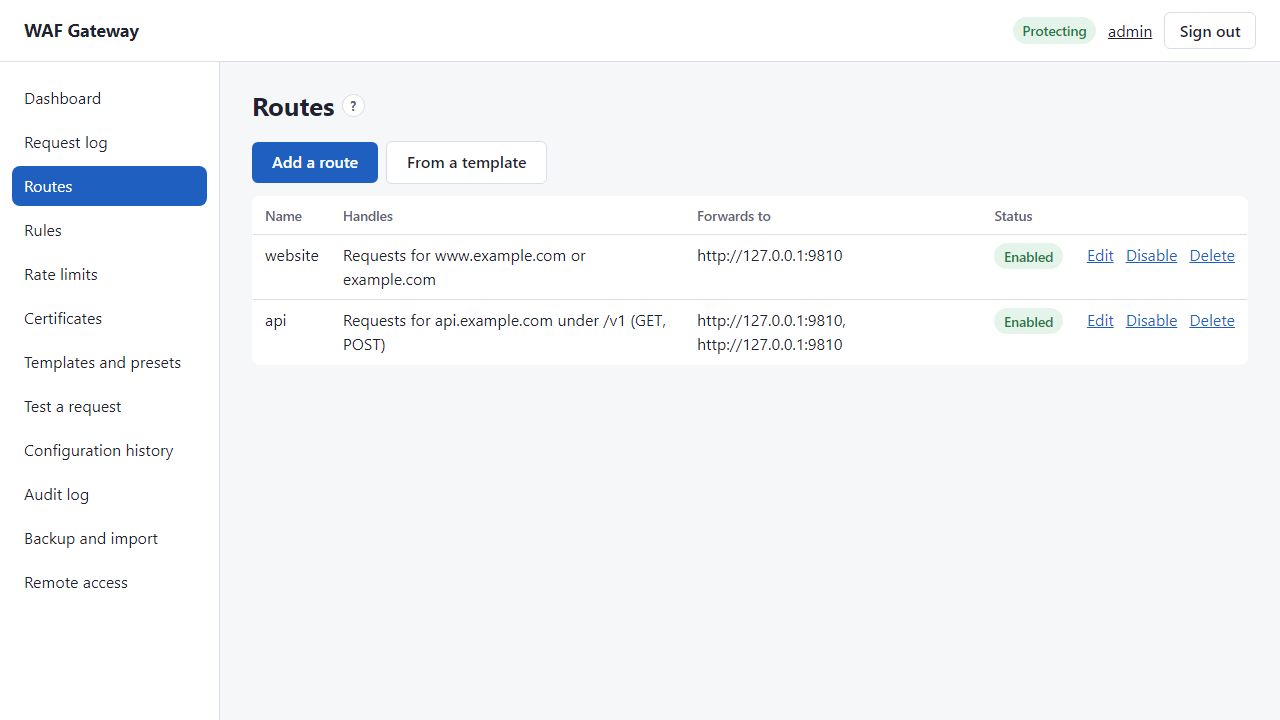 WAF Gateway
Protecting
admin
Sign out
Dashboard
Request log
Routes
Rules
Rate limits
Certificates
Templates and presets
Test a request
Configuration history
Audit log
Backup and import
Remote access
Routes ?
Add a route
From a template
Name Handles Forwards to Status
website Requests for www.example.com or http://127.0.0.1:9810 Enabled Edit Disable Delete
example.com
api Requests for api.example.com under /v1 (GET, http://127.0.0.1:9810, Enabled Edit Disable Delete
POST) http://127.0.0.1:9810